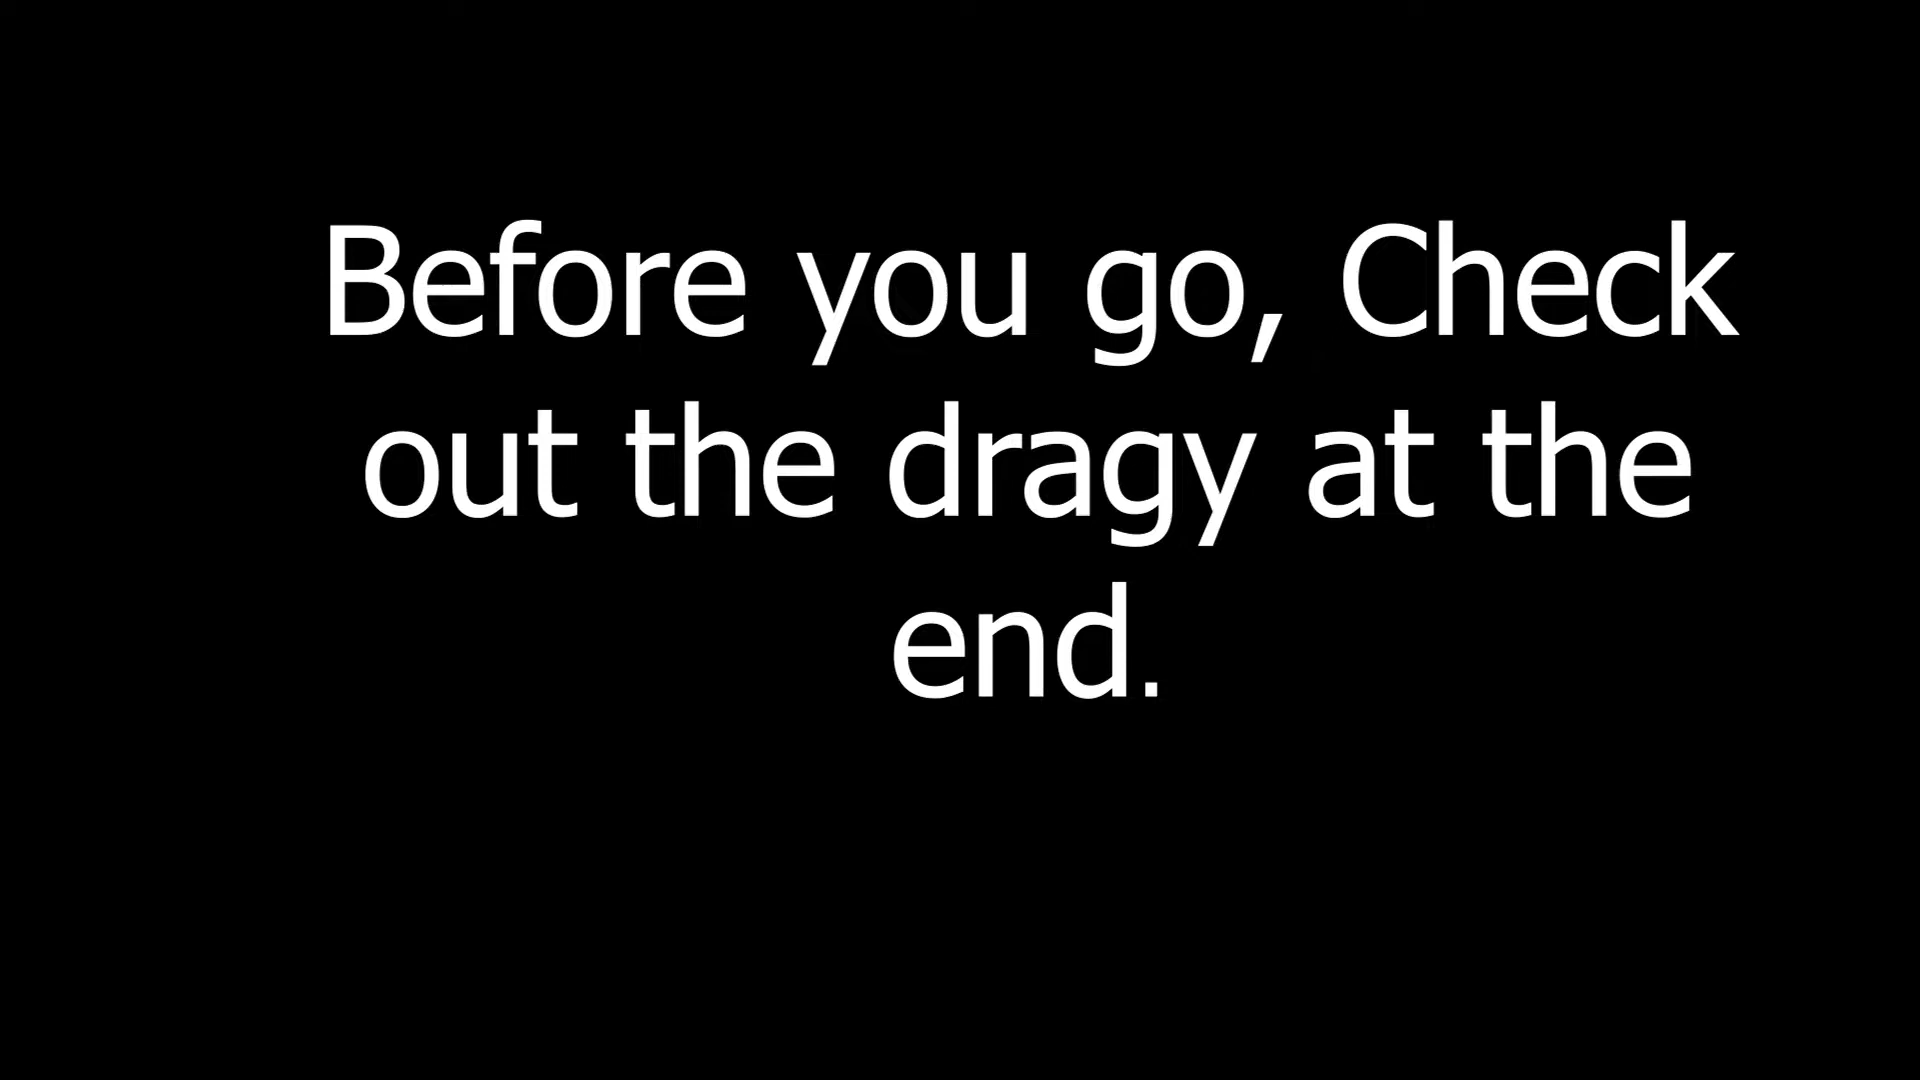 Before you go, Check
out the dragy at the
end.